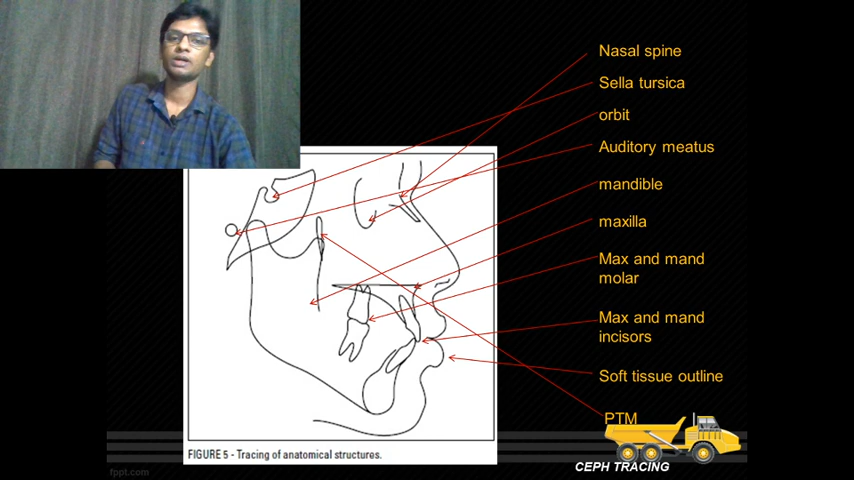 Nasal spine
Sella tursica
orbit
Auditory meatus
mandible
maxilla
Max and mand
molar
Max and mand
incisors
Soft tissue outline
PTM
FIGURE 5 - Tracing of anatomical structures.
CEPH TRACING
fppt.com